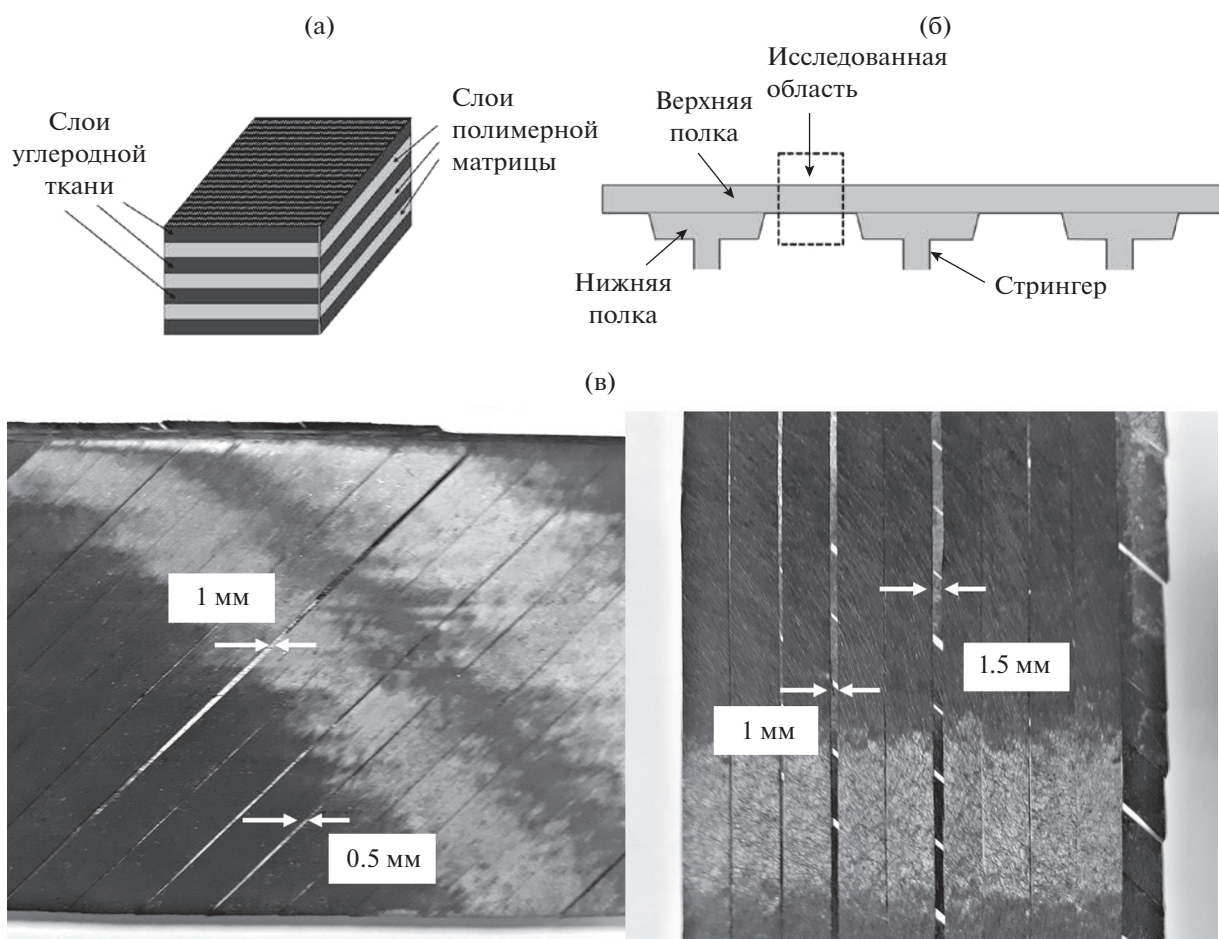 (а)
Слои
углеродной
ткани
Слои
полимерной
матрицы
(б)
Исследованная
область
Верхняя
полка
Нижняя
полка
Стрингер
(в)
1 мм
0.5 мм
1.5 мм
1 мм